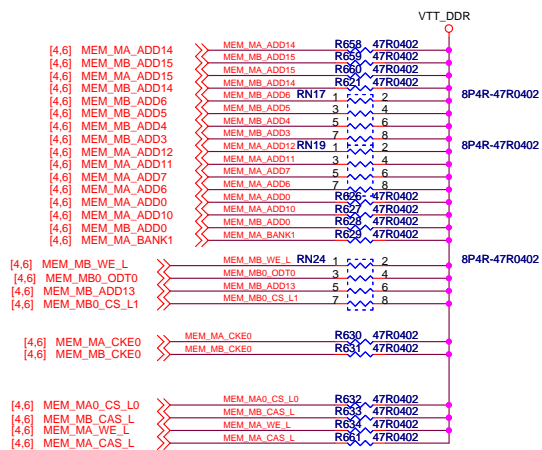 VTT_DDR
[4,6] MEM_MA_ADD14 MEM_MA_ADD14 R658 47R0402
[4,6] MEM_MB_ADD15 MEM_MB_ADD15 R659 47R0402
[4,6] MEM_MA_ADD15 MEM_MA_ADD15 R660 47R0402
[4,6] MEM_MB_ADD14 MEM_MB_ADD14 R621 47R0402
[4,6] MEM_MB_ADD6 MEM_MB_ADD6 RN17 1 2 8P4R-47R0402
[4,6] MEM_MB_ADD5 MEM_MB_ADD5 3 4
[4,6] MEM_MB_ADD4 MEM_MB_ADD4 5 6
[4,6] MEM_MB_ADD3 MEM_MB_ADD3 7 8
[4,6] MEM_MA_ADD12 MEM_MA_ADD12 RN19 1 2 8P4R-47R0402
[4,6] MEM_MA_ADD11 MEM_MA_ADD11 3 4
[4,6] MEM_MA_ADD7 MEM_MA_ADD7 5 6
[4,6] MEM_MA_ADD6 MEM_MA_ADD6 7 8
[4,6] MEM_MA_ADD0 MEM_MA_ADD0 R626 47R0402
[4,6] MEM_MA_ADD10 MEM_MA_ADD10 R627 47R0402
[4,6] MEM_MB_ADD0 MEM_MB_ADD0 R628 47R0402
[4,6] MEM_MA_BANK1 MEM_MA_BANK1 R629 47R0402
[4,6] MEM_MB_WE_L MEM_MB_WE_L RN24 1 2 8P4R-47R0402
[4,6] MEM_MB0_ODT0 MEM_MB0_ODT0 3 4
[4,6] MEM_MB_ADD13 MEM_MB_ADD13 5 6
[4,6] MEM_MB0_CS_L1 MEM_MB0_CS_L1 7 8
[4,6] MEM_MA_CKE0 MEM_MA_CKE0 R630 47R0402
[4,6] MEM_MB_CKE0 MEM_MB_CKE0 R631 47R0402
[4,6] MEM_MA0_CS_L0 MEM_MA0_CS_L0 R632 47R0402
[4,6] MEM_MB_CAS_L MEM_MB_CAS_L R633 47R0402
[4,6] MEM_MA_WE_L MEM_MA_WE_L R634 47R0402
[4,6] MEM_MA_CAS_L MEM_MA_CAS_L R661 47R0402